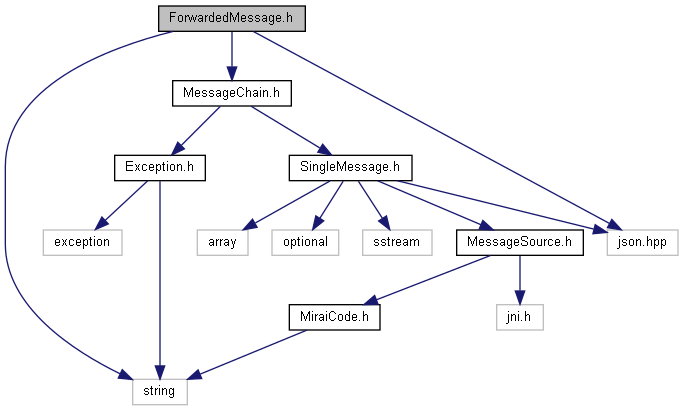 ForwardedMessage.h
MessageChain.h
Exception.h
SingleMessage.h
exception
array
optional
sstream
MessageSource.h
json.hpp
MiraiCode.h
jni.h
string